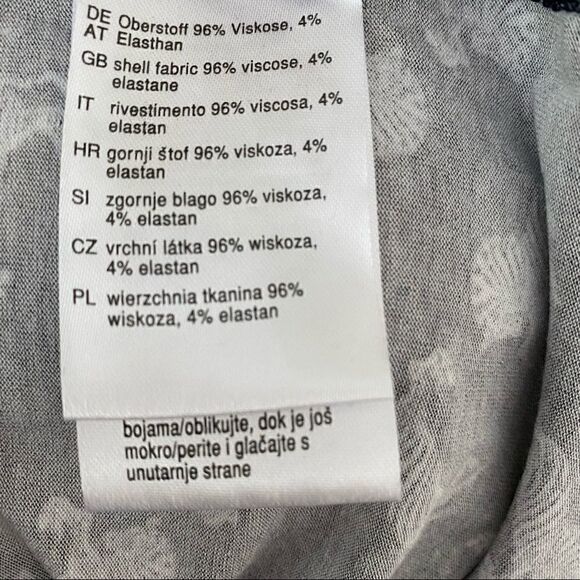 DE Oberstoff 96% Viskose, 4%
AT Elasthan
GB shell fabric 96% viscose, 4%
elastane
IT rivestimento 96% viscosa, 4%
elastan
HR gornji štof 96% viskoza, 4%
elastan
SI zgornje blago 96% viskoza,
4% elastan
CZ vrchní látka 96% wiskoza,
4% elastan
PL wierzchnia tkanina 96%
wiskoza, 4% elastan
bojama/oblikujte, dok je još
mokro/perite i glačajte s
unutarnje strane